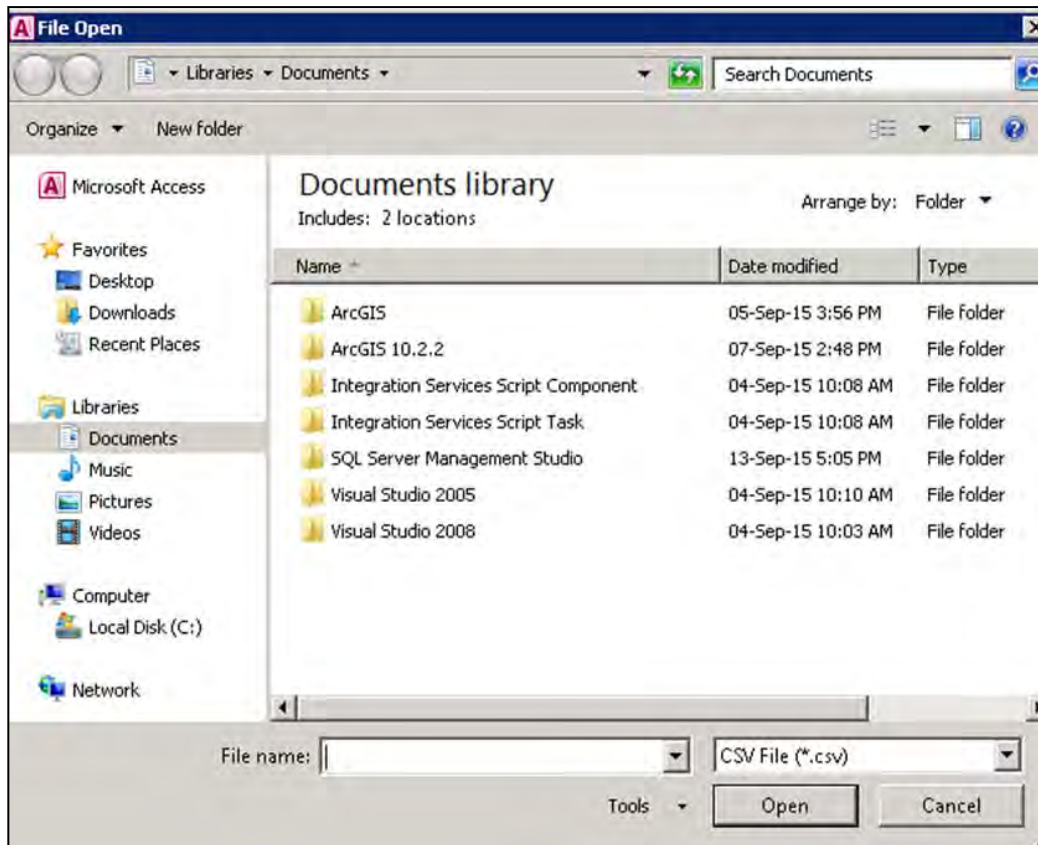 File Open
Libraries Documents Search Documents
Organize New folder
Microsoft Access
Favorites
Desktop
Downloads
Recent Places
Libraries
Documents
Music
Pictures
Videos
Computer
Local Disk (C:)
Network
Documents library
Includes: 2 locations
Arrange by: Folder
Name Date modified Type
ArcGIS 05-Sep-15 3:56 PM File folder
ArcGIS 10.2.2 07-Sep-15 2:48 PM File folder
Integration Services Script Component 04-Sep-15 10:08 AM File folder
Integration Services Script Task 04-Sep-15 10:08 AM File folder
SQL Server Management Studio 13-Sep-15 5:05 PM File folder
Visual Studio 2005 04-Sep-15 10:10 AM File folder
Visual Studio 2008 04-Sep-15 10:03 AM File folder
File name: CSV File (*.csv)
Tools Open Cancel